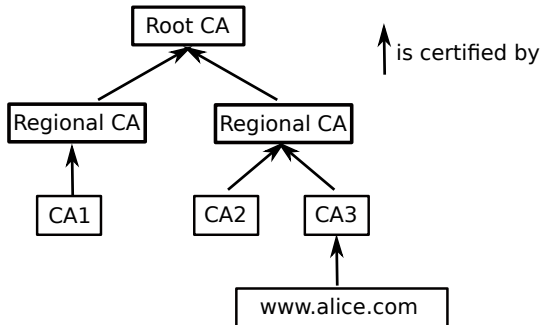 Root CA
is certified by
Regional CA
Regional CA
CA1
CA2
CA3
www.alice.com